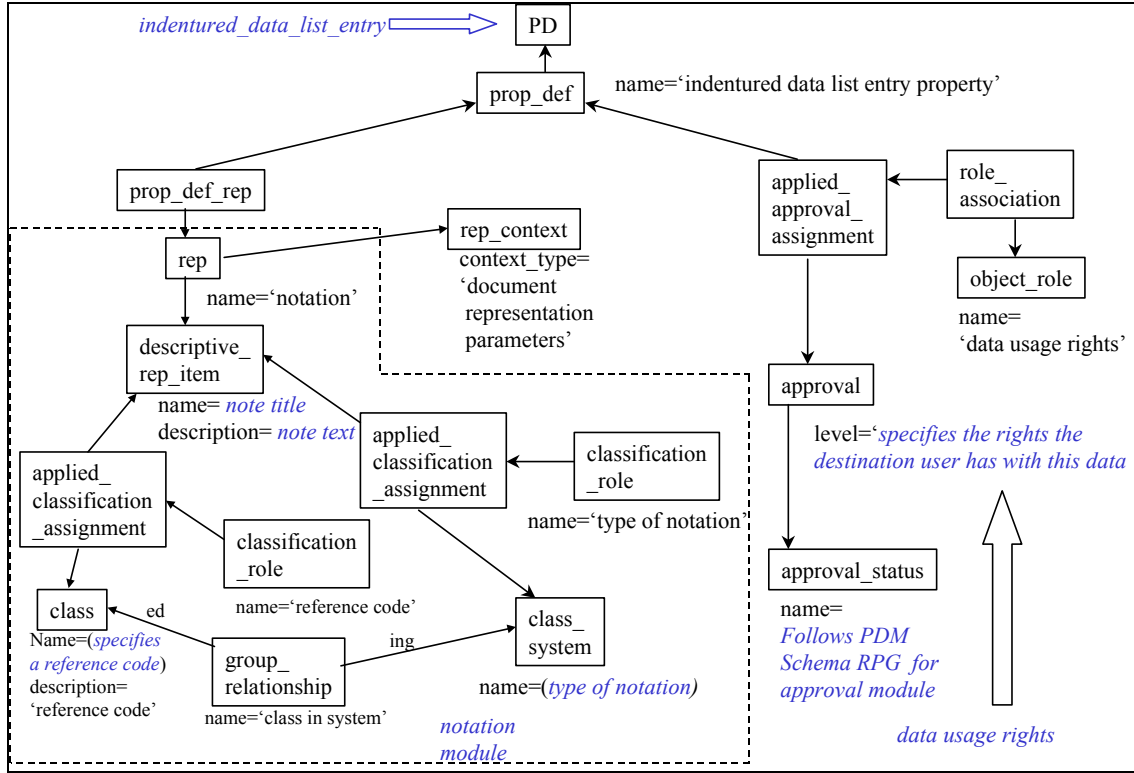 indentured_data_list_entry
PD
prop_def
name=‘indentured data list entry property’
prop_def_rep
applied_
approval_
assignment
role_
association
rep
rep_context
context_type=
‘document
representation
parameters’
object_role
name=
‘data usage rights’
name=‘notation’
descriptive_
rep_item
name= note title
description= note text
approval
level=‘specifies the rights the
destination user has with this data
applied_
classification
_assignment
classification
_role
name=‘type of notation’
applied_
classification
_assignment
classification
_role
name=‘reference code’
approval_status
name=
Follows PDM
Schema RPG for
approval module
class
ed
Name=(specifies
a reference code)
description=
‘reference code’
group_
relationship
name=‘class in system’
ing
class_
system
name=(type of notation)
notation
module
data usage rights